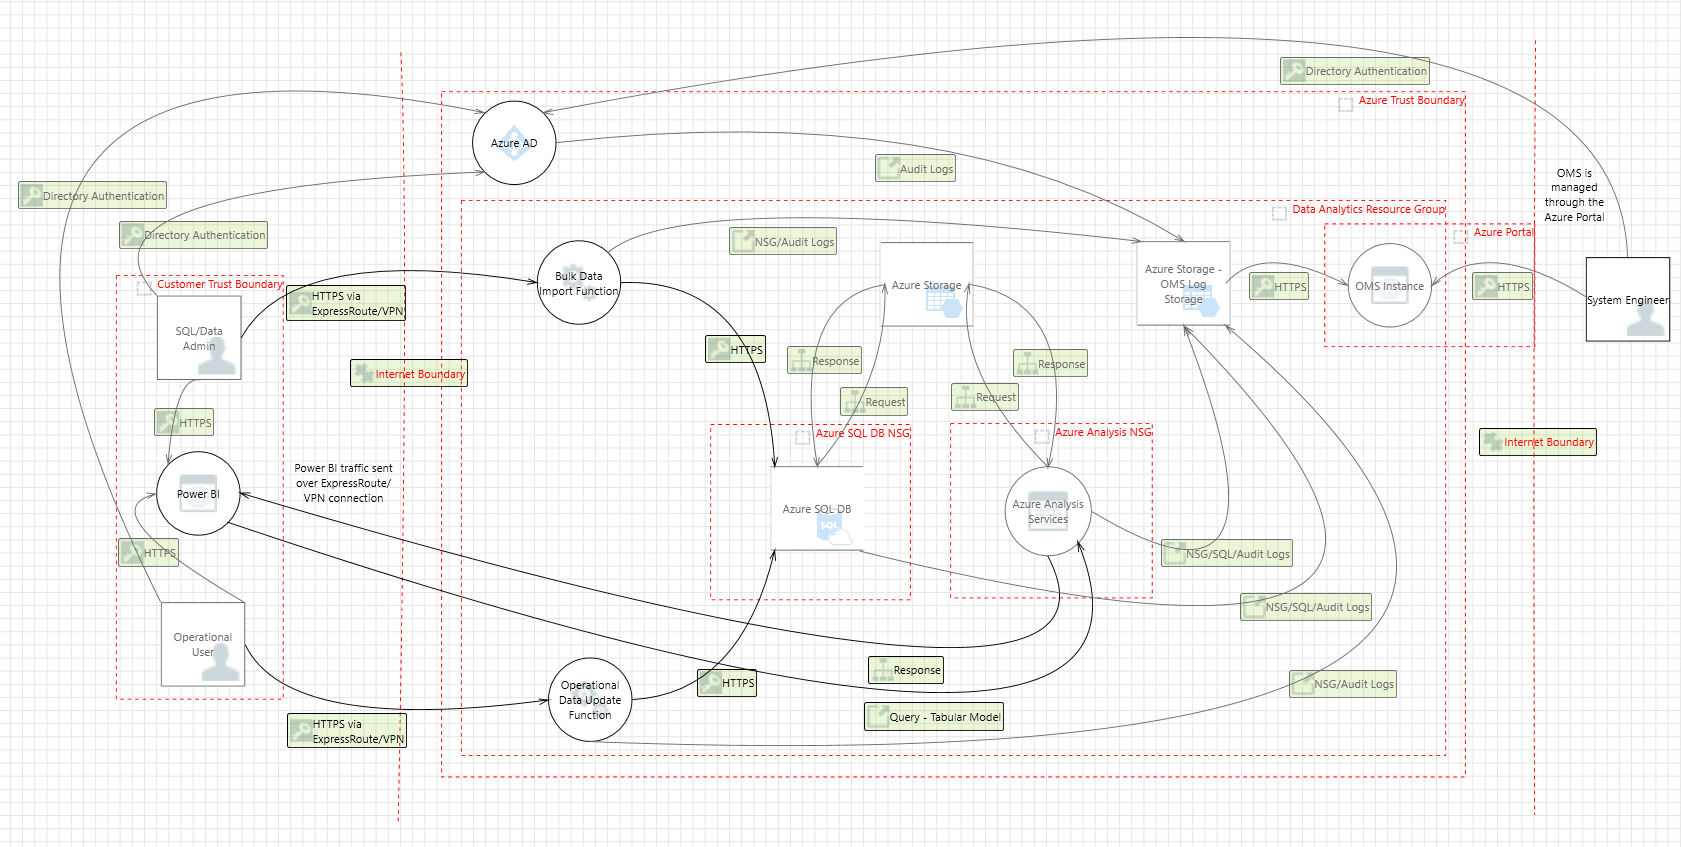 Directory Authentication
Azure Trust Boundary
Azure AD
Audit Logs
OMS is
managed
through the
Azure Portal
Directory Authentication
Data Analytics Resource Group
Directory Authentication
NSG/Audit Logs
Azure Portal
Customer Trust Boundary
Bulk Data
Import Function
Azure Storage
Azure Storage -
OMS Log
Storage
HTTPS
OMS Instance
HTTPS
System Engineer
HTTPS via
ExpressRoute/VPN
SQL/Data
Admin
HTTPS
Response
Response
Internet Boundary
Request
Request
HTTPS
Azure SQL DB NSG
Azure Analysis NSG
Internet Boundary
Power BI
Power BI traffic sent
over ExpressRoute/
VPN connection
Azure SQL DB
Azure Analysis
Services
HTTPS
NSG/SQL/Audit Logs
NSG/SQL/Audit Logs
Operational
User
Response
HTTPS
NSG/Audit Logs
Operational
Data Update
Function
Query - Tabular Model
HTTPS via
ExpressRoute/VPN
SQL